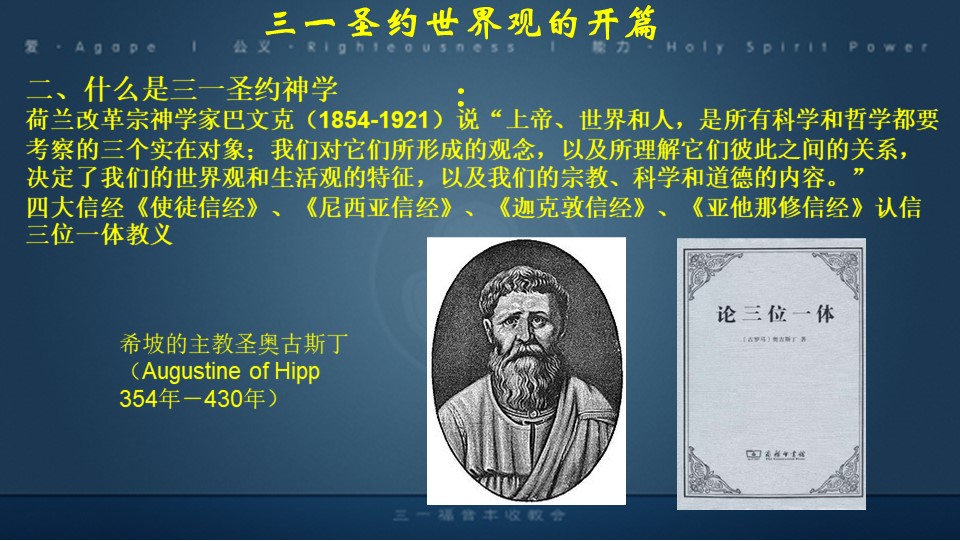 三一圣约世界观的开篇
爱 · Agape | 公义 · Righteousness | 能力 · Holy Spirit Power
二、什么是三一圣约神学 :
荷兰改革宗神学家巴文克（1854-1921）说“上帝、世界和人，是所有科学和哲学都要
考察的三个实在对象；我们对它们所形成的观念，以及所理解它们彼此之间的关系，
决定了我们的世界观和生活观的特征，以及我们的宗教、科学和道德的内容。”
四大信经《使徒信经》、《尼西亚信经》、《迦克敦信经》、《亚他那修信经》认信
三位一体教义
希坡的主教圣奥古斯丁
（Augustine of Hipp
354年－430年）
论三位一体
〔古罗马〕奥古斯丁 著
商务印书馆
The Commercial Press
三一福音丰收教会